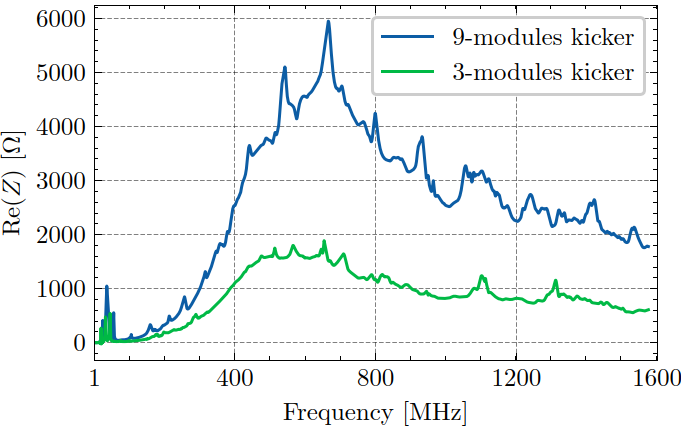 6000
5000
4000
3000
2000
1000
0
Re(Z) [Ω]
9-modules kicker
3-modules kicker
1 400 800 1200 1600
Frequency [MHz]